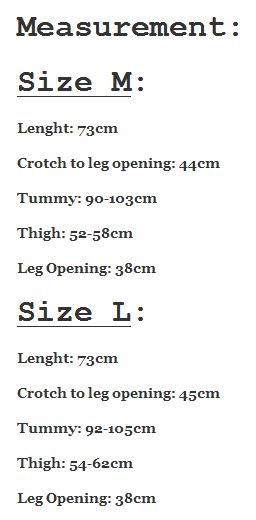 Measurement:
Size M:
Lenght: 73cm
Crotch to leg opening: 44cm
Tummy: 90-103cm
Thigh: 52-58cm
Leg Opening: 38cm
Size L:
Lenght: 73cm
Crotch to leg opening: 45cm
Tummy: 92-105cm
Thigh: 54-62cm
Leg Opening: 38cm